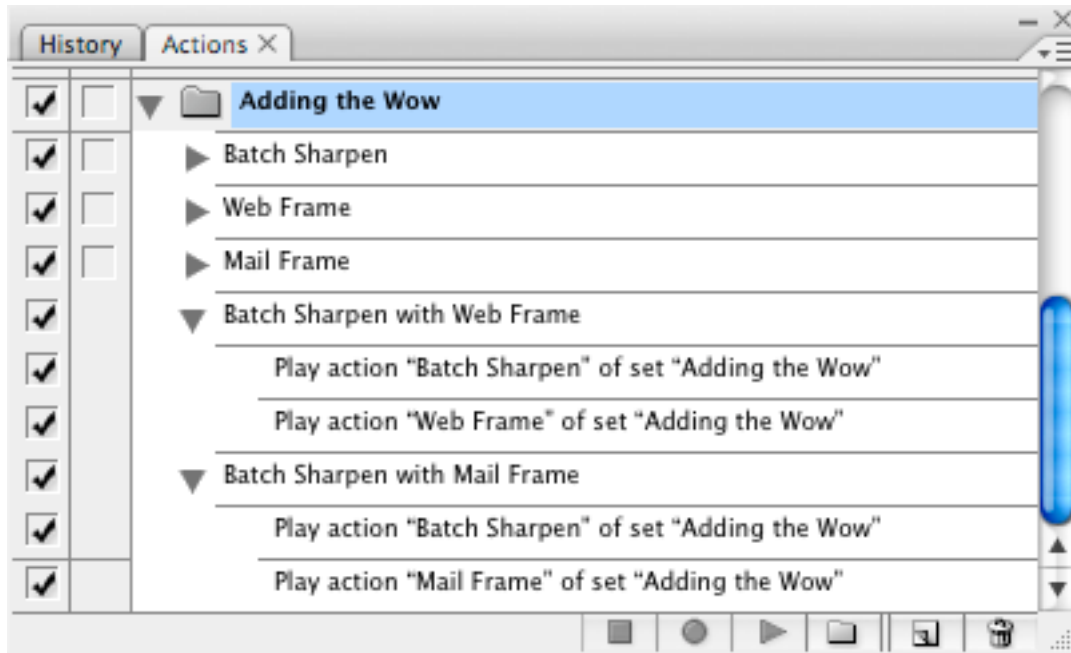 History Actions
Adding the Wow
Batch Sharpen
Web Frame
Mail Frame
Batch Sharpen with Web Frame
Play action “Batch Sharpen” of set “Adding the Wow”
Play action “Web Frame” of set “Adding the Wow”
Batch Sharpen with Mail Frame
Play action “Batch Sharpen” of set “Adding the Wow”
Play action “Mail Frame” of set “Adding the Wow”